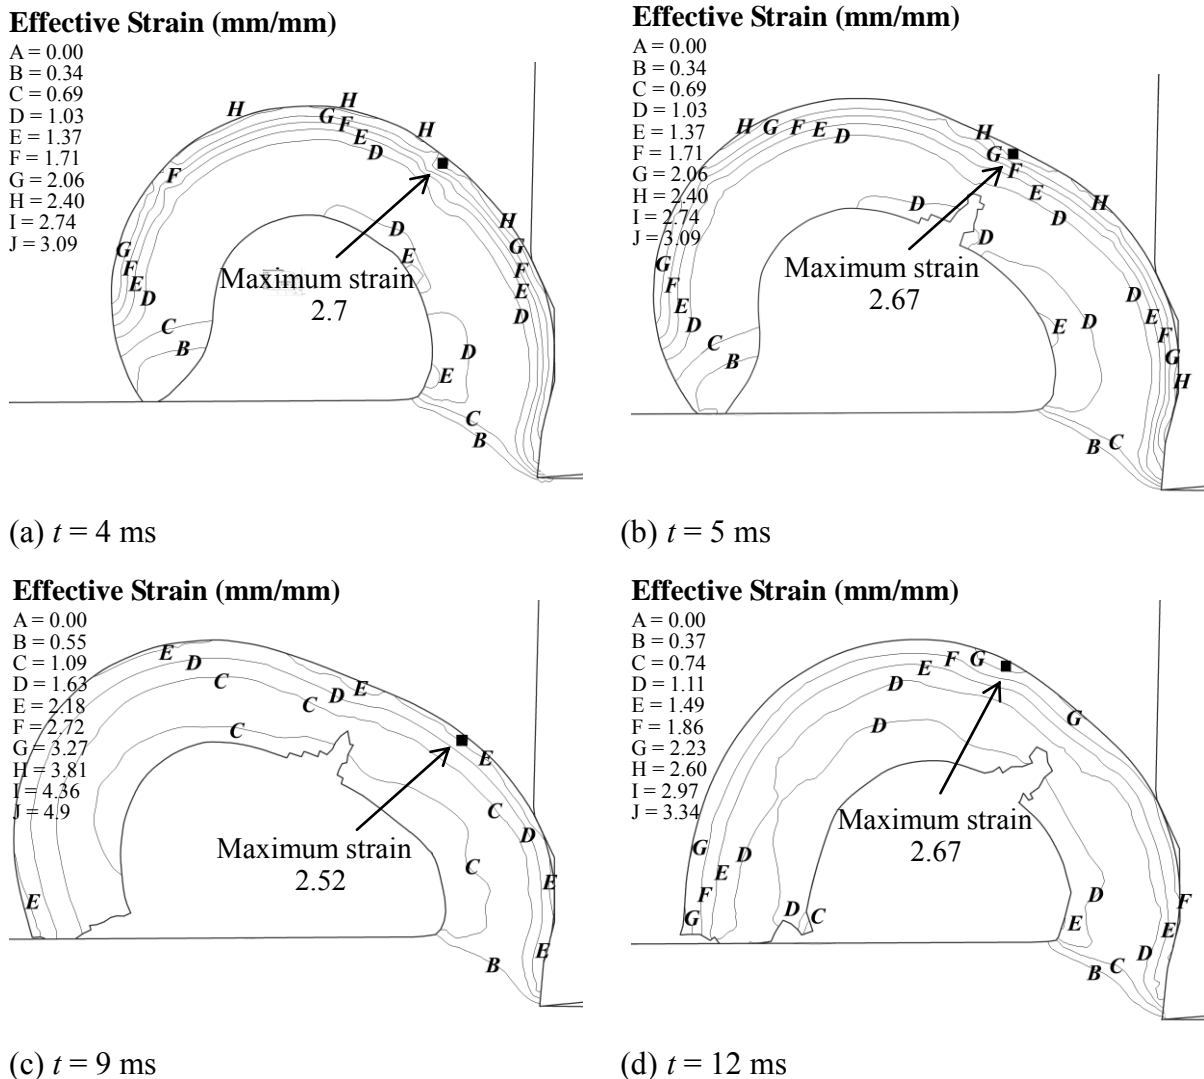 Effective Strain (mm/mm)
A = 0.00
B = 0.34
C = 0.69
D = 1.03
E = 1.37
F = 1.71
G = 2.06
H = 2.40
I = 2.74
J = 3.09
H
H
G
F
E
D
H
F
D
E
H
G
F
E
D
G
F
E
D
C
B
D
E
C
B
Maximum strain
2.7
(a) t = 4 ms
Effective Strain (mm/mm)
A = 0.00
B = 0.34
C = 0.69
D = 1.03
E = 1.37
F = 1.71
G = 2.06
H = 2.40
I = 2.74
J = 3.09
H G F E D
H
G
F
E
D
H
D
D
G
F
E
D
C
B
E
D
D
E
F
G
H
B C
Maximum strain
2.67
(b) t = 5 ms
Effective Strain (mm/mm)
A = 0.00
B = 0.55
C = 1.09
D = 1.63
E = 2.18
F = 2.72
G = 3.27
H = 3.81
I = 4.36
J = 4.9
E
D
C
C
C D E
E
C
D
C
E
E
E
B
Maximum strain
2.52
(c) t = 9 ms
Effective Strain (mm/mm)
A = 0.00
B = 0.37
C = 0.74
D = 1.11
E = 1.49
F = 1.86
G = 2.23
H = 2.60
I = 2.97
J = 3.34
D
E
F
G
D
G
G
D
E
F
G
D
C
D
E
F
E
D
C
B
Maximum strain
2.67
(d) t = 12 ms